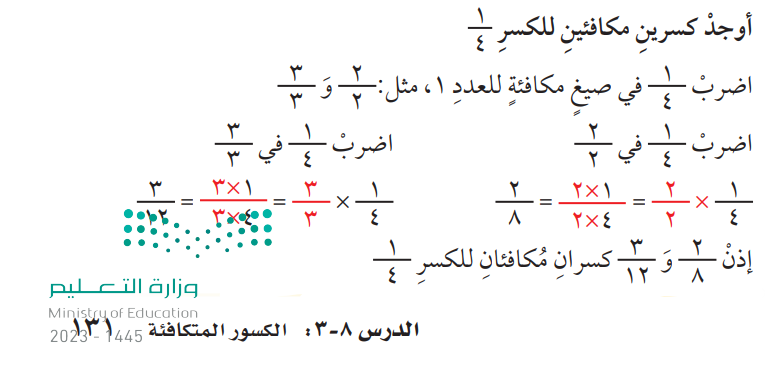 أوجدْ كسرينِ مكافئينِ للكسرِ ١/٤
اضربْ ١/٤ في صيغٍ مكافئةٍ للعددِ ١، مثل: ٢/٢ وَ ٣/٣
اضربْ ١/٤ في ٢/٢
اضربْ ١/٤ في ٣/٣
١/٤ × ٢/٢ = ١×٢/٤×٢ = ٢/٨
١/٤ × ٣/٣ = ١×٣/٤×٣ = ٣/١٢
إذنْ ٢/٨ وَ ٣/١٢ كسرانِ مُكافئانِ للكسرِ ١/٤
وزارة التعليم
Ministry of Education
2023 - 1445
الدرس ٨-٣: الكسور المتكافئة ١٣١